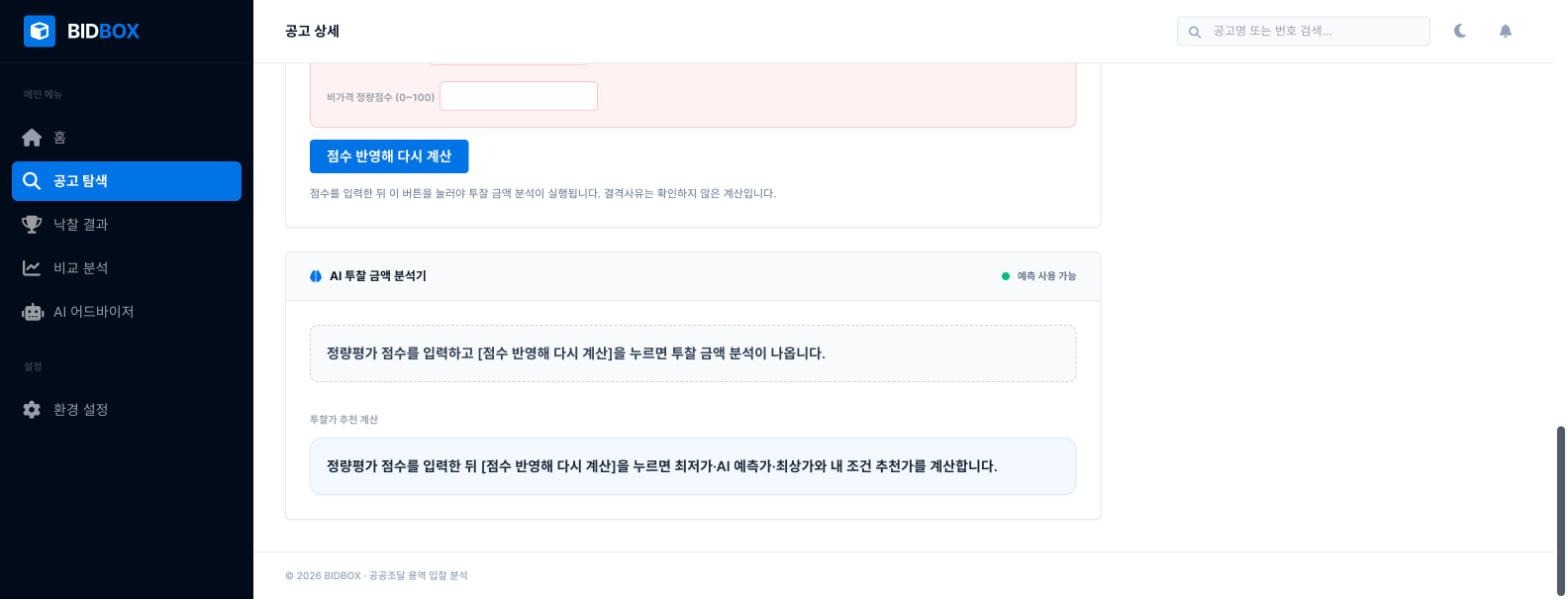 BIDBOX
공고 상세
공고명 또는 번호 검색...
메인 메뉴
홈
공고 탐색
낙찰 결과
비교 분석
AI 어드바이저
설정
환경 설정
비가격 정량점수 (0~100)
점수 반영해 다시 계산
점수를 입력한 뒤 이 버튼을 눌러야 투찰 금액 분석이 실행됩니다. 결격사유는 확인하지 않은 계산입니다.
AI 투찰 금액 분석기
예측 사용 가능
정량평가 점수를 입력하고 [점수 반영해 다시 계산]을 누르면 투찰 금액 분석이 나옵니다.
투찰가 추천 계산
정량평가 점수를 입력한 뒤 [점수 반영해 다시 계산]을 누르면 최저가·AI 예측가·최상가와 내 조건 추천가를 계산합니다.
© 2026 BIDBOX · 공공조달 용역 입찰 분석